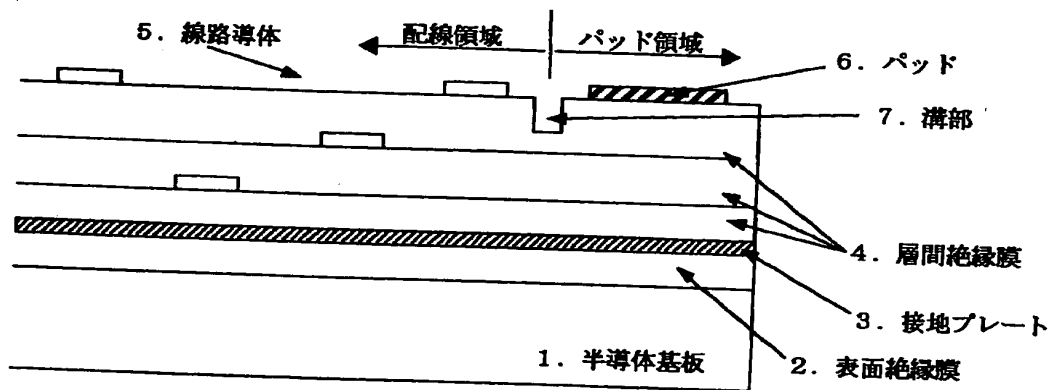 5. 線路導体
配線領域
パッド領域
6. パッド
7. 溝部
4. 層間絶縁膜
3. 接地プレート
1. 半導体基板
2. 表面絶縁膜